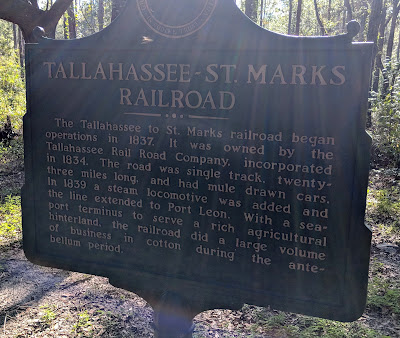 TALLAHASSEE-ST. MARKS
RAILROAD
The Tallahassee to St. Marks railroad began
operations in 1837. It was owned by the
Tallahassee Rail Road Company, incorporated
in 1834. The road was single track, twenty-
three miles long, and had mule drawn cars.
In 1839 a steam locomotive was added and
the line extended to Port Leon. With a sea-
port terminus to serve a rich agricultural
hinterland, the railroad did a large volume
of business in cotton during the ante-
bellum period.